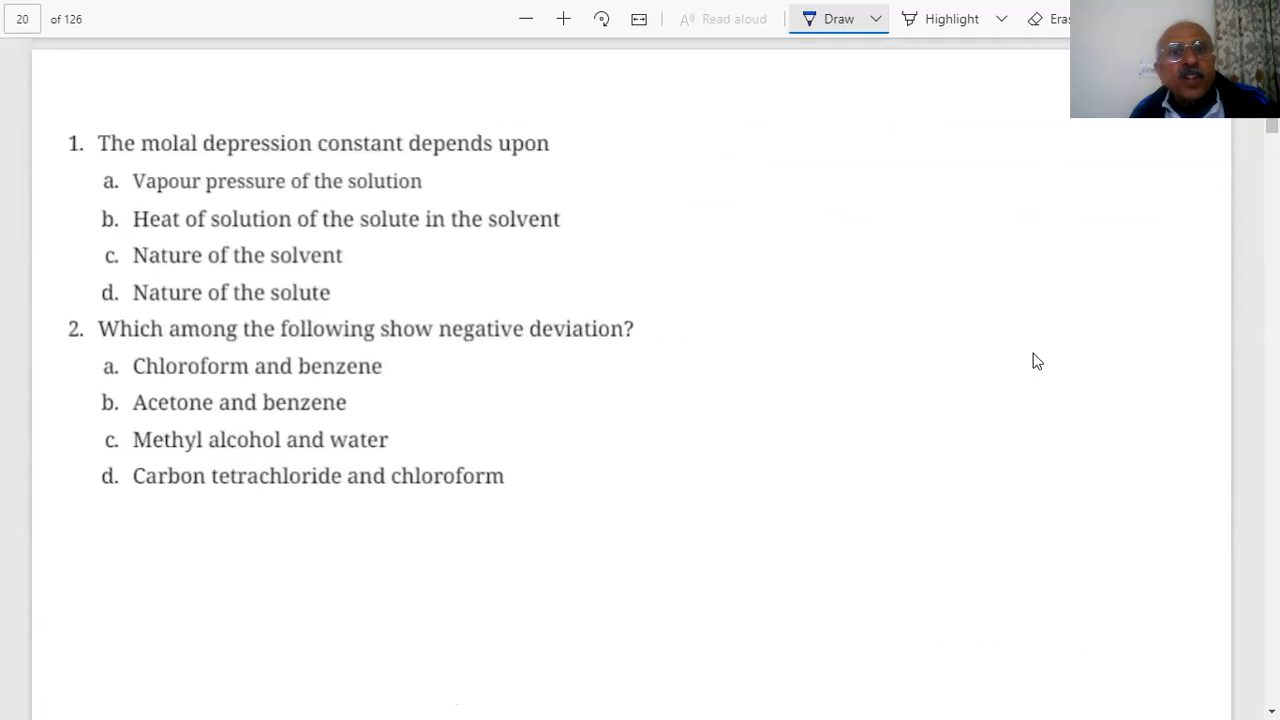 20 of 126 Read aloud Draw Highlight
1. The molal depression constant depends upon
a. Vapour pressure of the solution
b. Heat of solution of the solute in the solvent
c. Nature of the solvent
d. Nature of the solute
2. Which among the following show negative deviation?
a. Chloroform and benzene
b. Acetone and benzene
c. Methyl alcohol and water
d. Carbon tetrachloride and chloroform